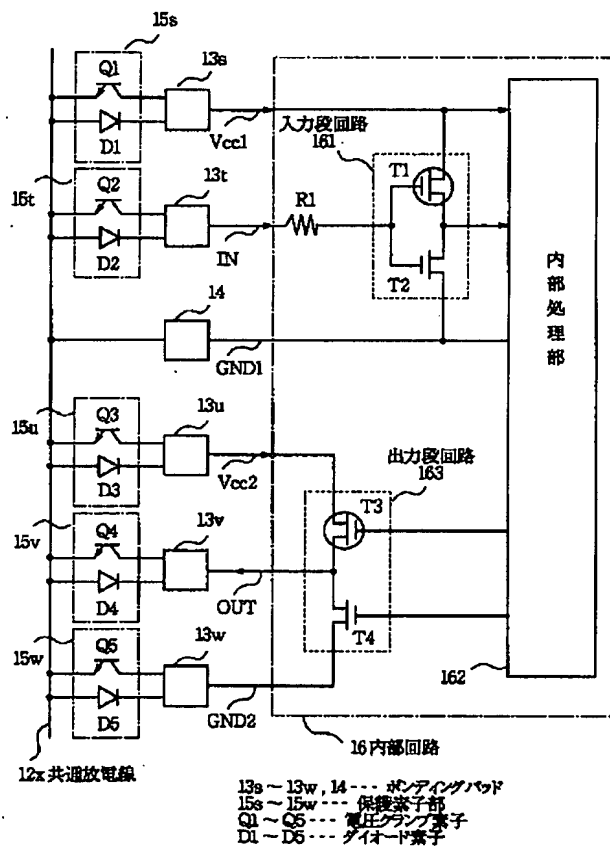 15s
Q1
13s
D1
Vcc1
入力段回路
161
T1
15t
Q2
13t
R1
D2
IN
T2
内部処理部
14
GND1
15u
Q3
13u
出力段回路
163
D3
Vcc2
T3
15v
Q4
13v
D4
OUT
T4
15w
Q5
13w
162
D5
GND2
16 内部回路
12x 共通放電線
13s ~ 13w , 14 --- ボンディングパッド
15s ~ 15w --- 保護素子部
Q1 ~ Q5 --- 電圧クランプ素子
D1 ~ D5 --- ダイオード素子